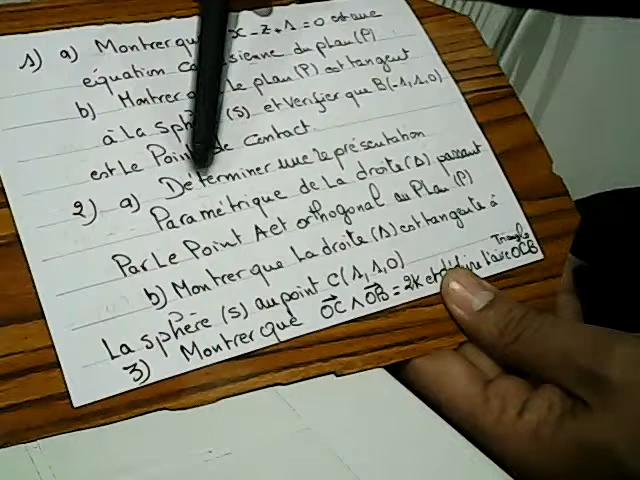 1) a) Montrer que x - z + 1 = 0 est une
équation du plan (P)
b) Montrer le plan (P) est tangent
à la sphère (S) et vérifier que B(-1,1,0)
est le Point de contact.
2) a) Déterminer une représentation
Paramétrique de la droite (Δ) passant
Par le Point A et orthogonal au Plan (P)
b) Montrer que la droite (Δ) est tangente à
La sphère (S) au point C(1,1,0)
3) Montrer que OC ∧ OB = 2k et l'aire Triangle OCB